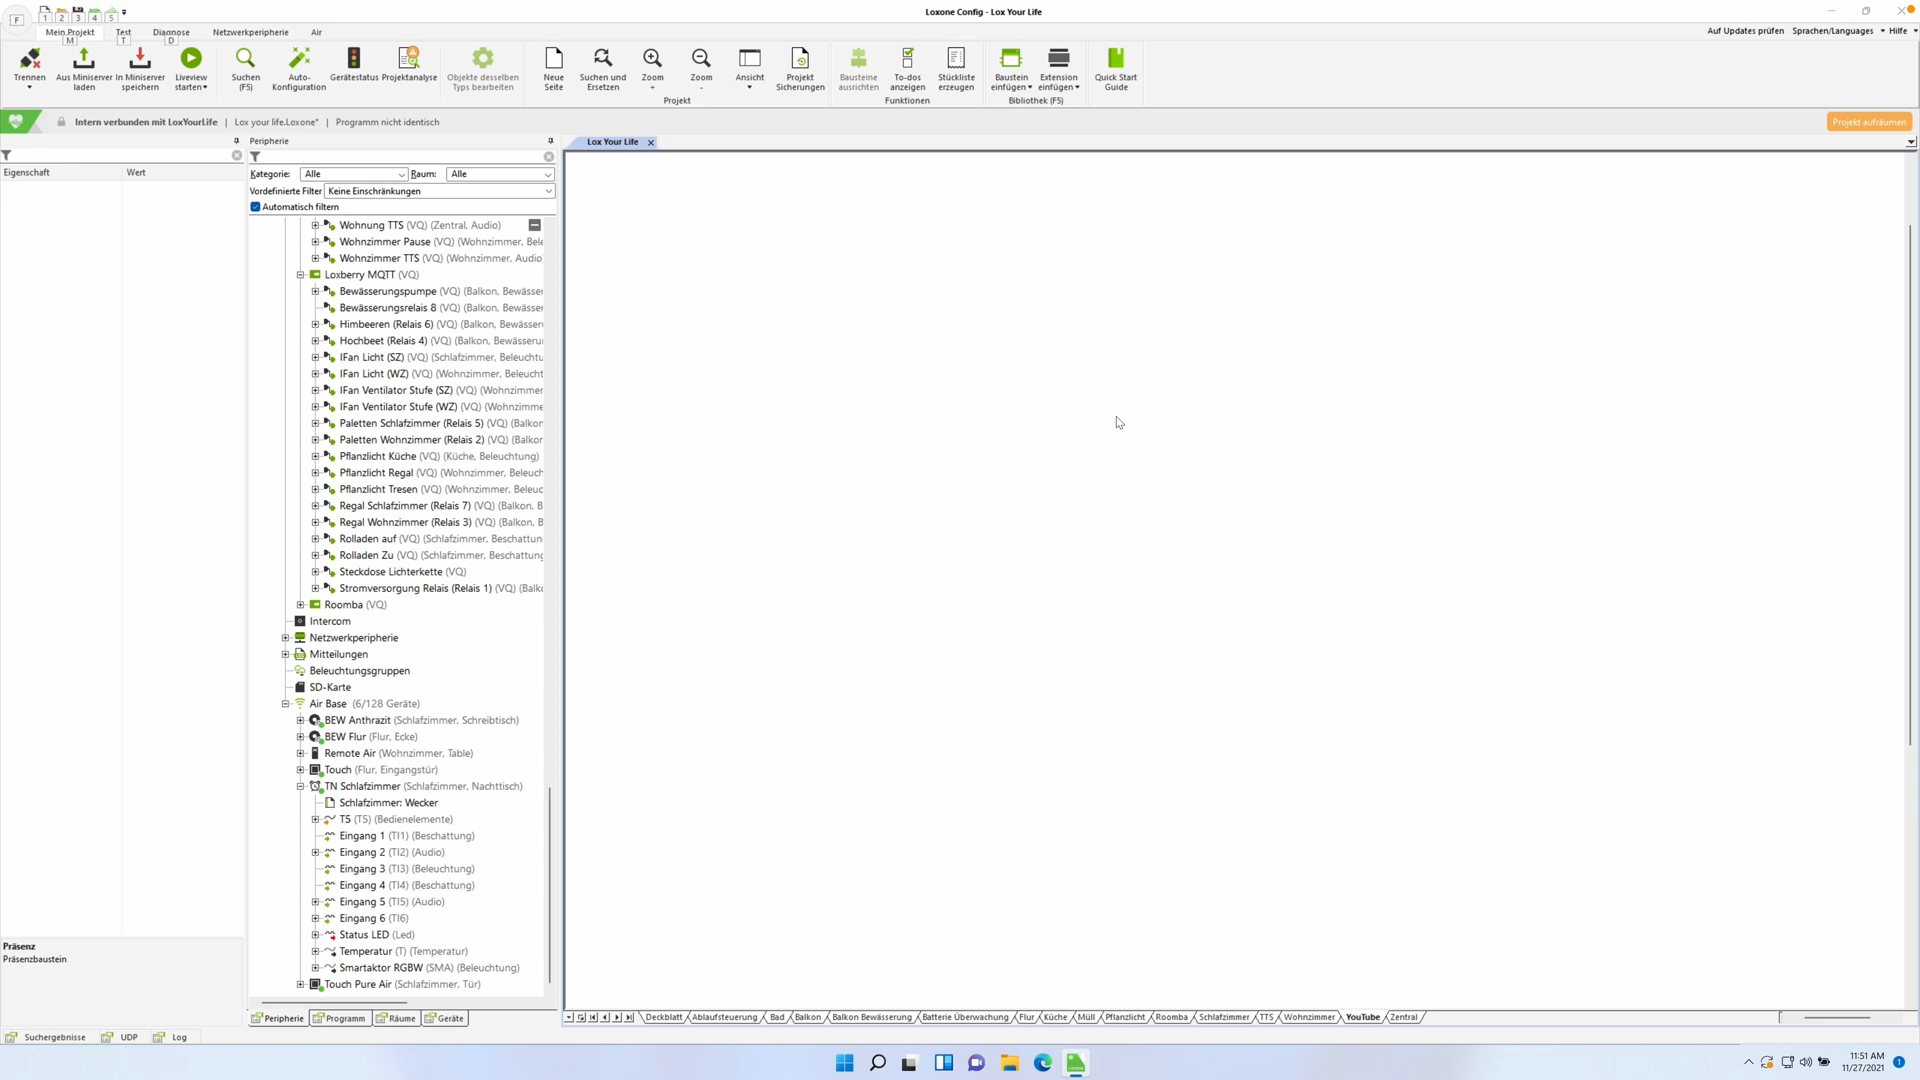 Loxone Config - Lox Your Life
F
1 2 3 4 5
Mein Projekt Test Diagnose Netzwerkperipherie Air
M T D
Auf Updates prüfen Sprachen/Languages Hilfe
Trennen
Aus Miniserver laden
In Miniserver speichern
Liveview starten
Suchen (F5)
Auto-Konfiguration
Gerätestatus
Projektanalyse
Objekte desselben Typs bearbeiten
Neue Seite
Suchen und Ersetzen
Zoom +
Zoom -
Ansicht
Projekt Sicherungen
Bausteine ausrichten
To-dos anzeigen
Stückliste erzeugen
Baustein einfügen
Extension einfügen
Quick Start Guide
Projekt
Funktionen
Bibliothek (F5)
Intern verbunden mit LoxYourLife | Lox your life.Loxone* | Programm nicht identisch
Projekt aufräumen
Eigenschaft Wert
Peripherie
Kategorie: Alle Raum: Alle
Vordefinierte Filter Keine Einschränkungen
Automatisch filtern
Wohnung TTS (VQ) (Zentral, Audio)
Wohnzimmer Pause (VQ) (Wohnzimmer, Bele
Wohnzimmer TTS (VQ) (Wohnzimmer, Audio
Loxberry MQTT (VQ)
Bewässerungspumpe (VQ) (Balkon, Bewässer
Bewässerungsrelais 8 (VQ) (Balkon, Bewässer
Himbeeren (Relais 6) (VQ) (Balkon, Bewässeru
Hochbeet (Relais 4) (VQ) (Balkon, Bewässeru
IFan Licht (SZ) (VQ) (Schlafzimmer, Beleuchtu
IFan Licht (WZ) (VQ) (Wohnzimmer, Beleucht
IFan Ventilator Stufe (SZ) (VQ) (Wohnzimmer
IFan Ventilator Stufe (WZ) (VQ) (Wohnzimme
Paletten Schlafzimmer (Relais 5) (VQ) (Balkon
Paletten Wohnzimmer (Relais 2) (VQ) (Balkon
Pflanzlicht Küche (VQ) (Küche, Beleuchtung)
Pflanzlicht Regal (VQ) (Wohnzimmer, Beleuch
Pflanzlicht Tresen (VQ) (Wohnzimmer, Beleuc
Regal Schlafzimmer (Relais 7) (VQ) (Balkon, B
Regal Wohnzimmer (Relais 3) (VQ) (Balkon, B
Rolladen auf (VQ) (Schlafzimmer, Beschattun
Rolladen Zu (VQ) (Schlafzimmer, Beschattung
Steckdose Lichterkette (VQ)
Stromversorgung Relais (Relais 1) (VQ) (Balko
Roomba (VQ)
Intercom
Netzwerkperipherie
Mitteilungen
Beleuchtungsgruppen
SD-Karte
Air Base (6/128 Geräte)
BEW Anthrazit (Schlafzimmer, Schreibtisch)
BEW Flur (Flur, Ecke)
Remote Air (Wohnzimmer, Table)
Touch (Flur, Eingangstür)
TN Schlafzimmer (Schlafzimmer, Nachttisch)
Schlafzimmer: Wecker
T5 (T5) (Bedienelemente)
Eingang 1 (TI1) (Beschattung)
Eingang 2 (TI2) (Audio)
Eingang 3 (TI3) (Beleuchtung)
Eingang 4 (TI4) (Beschattung)
Eingang 5 (TI5) (Audio)
Eingang 6 (TI6)
Status LED (Led)
Temperatur (T) (Temperatur)
Smartaktor RGBW (SMA) (Beleuchtung)
Touch Pure Air (Schlafzimmer, Tür)
Peripherie Programm Räume Geräte
Präsenz
Präsenzbaustein
Suchergebnisse UDP Log
Lox Your Life
Deckblatt Ablaufsteuerung Bad Balkon Balkon Bewässerung Batterie Überwachung Flur Küche Müll Pflanzlicht Roomba Schlafzimmer TTS Wohnzimmer YouTube Zentral
11:51 AM
11/27/2021
1